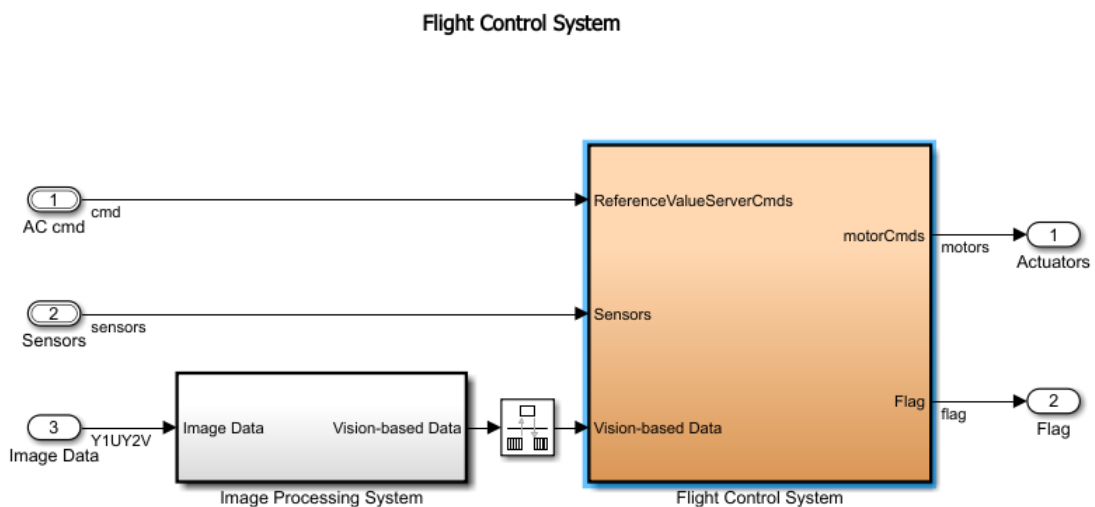 Flight Control System
1
cmd
AC cmd
ReferenceValueServerCmds
motorCmds
motors
1
Actuators
2
sensors
Sensors
Sensors
3
Y1UY2V
Image Data
Image Data
Vision-based Data
Image Processing System
Vision-based Data
Flag
flag
2
Flag
Flight Control System